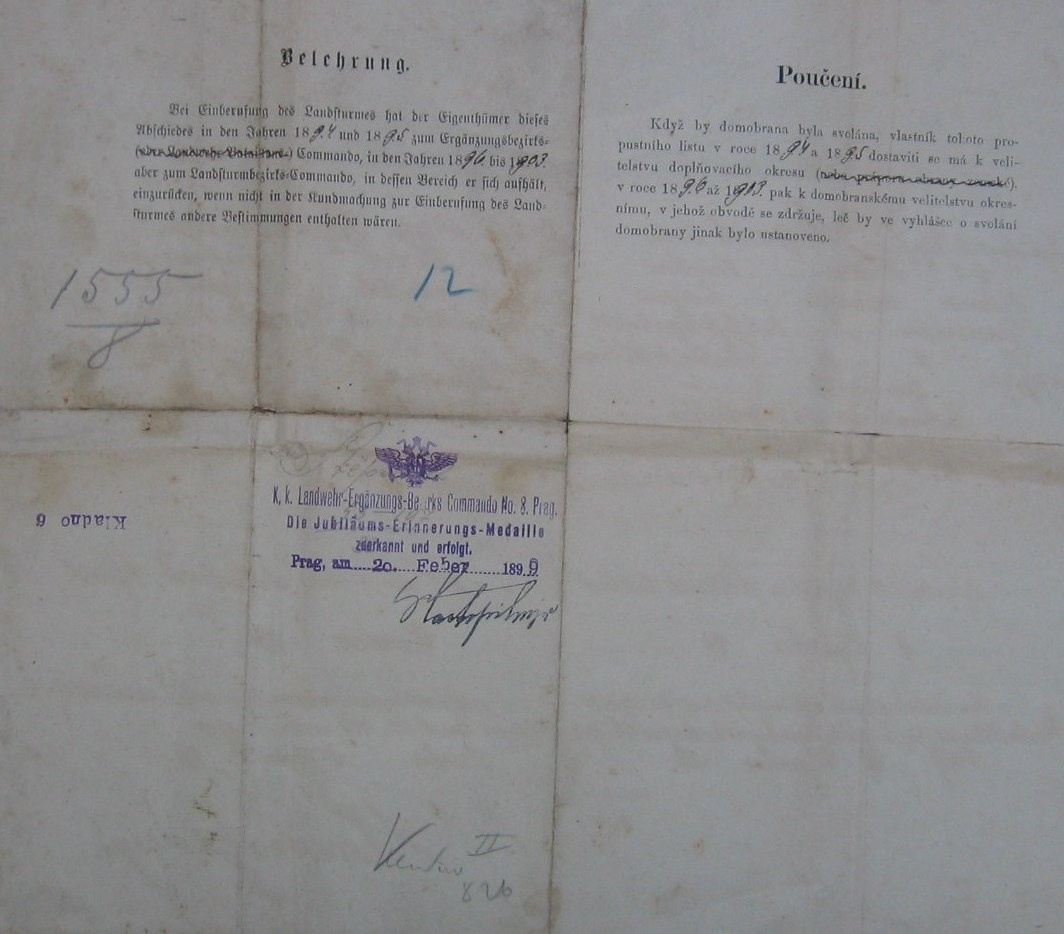 Belehrung.
Bei Einberufung des Landsturmes hat der Eigenthümer dieses
Abschiedes in den Jahren 1894 und 1895 zum Ergänzungsbezirks-
(oder Landwehr-Bataillons-) Commando, in den Jahren 1896 bis 1903.
aber zum Landsturmbezirks-Commando, in dessen Bereich er sich aufhält,
einzurücken, wenn nicht in der Kundmachung zur Einberufung des Land-
sturmes andere Bestimmungen enthalten wären.
Poučení.
Když by domobrana byla svolána, vlastník tohoto pro-
pustního listu v roce 1894 a 1895 dostaviti se má k veli-
telstvu doplňovacího okresu
v roce 1896 až 1903. pak k domobranskému velitelstvu okres-
nímu, v jehož obvodě se zdržuje, leč by ve vyhlášce o svolání
domobrany jinak bylo ustanoveno.
1555
8
12
K. k. Landwehr-Ergänzungs-Bezirks Commando No. 8. Prag.
Die Jubiläums-Erinnerungs-Medaille
zuerkannt und erfolgt.
Prag, am 20. Feber 1899
Kladno 6
II
826